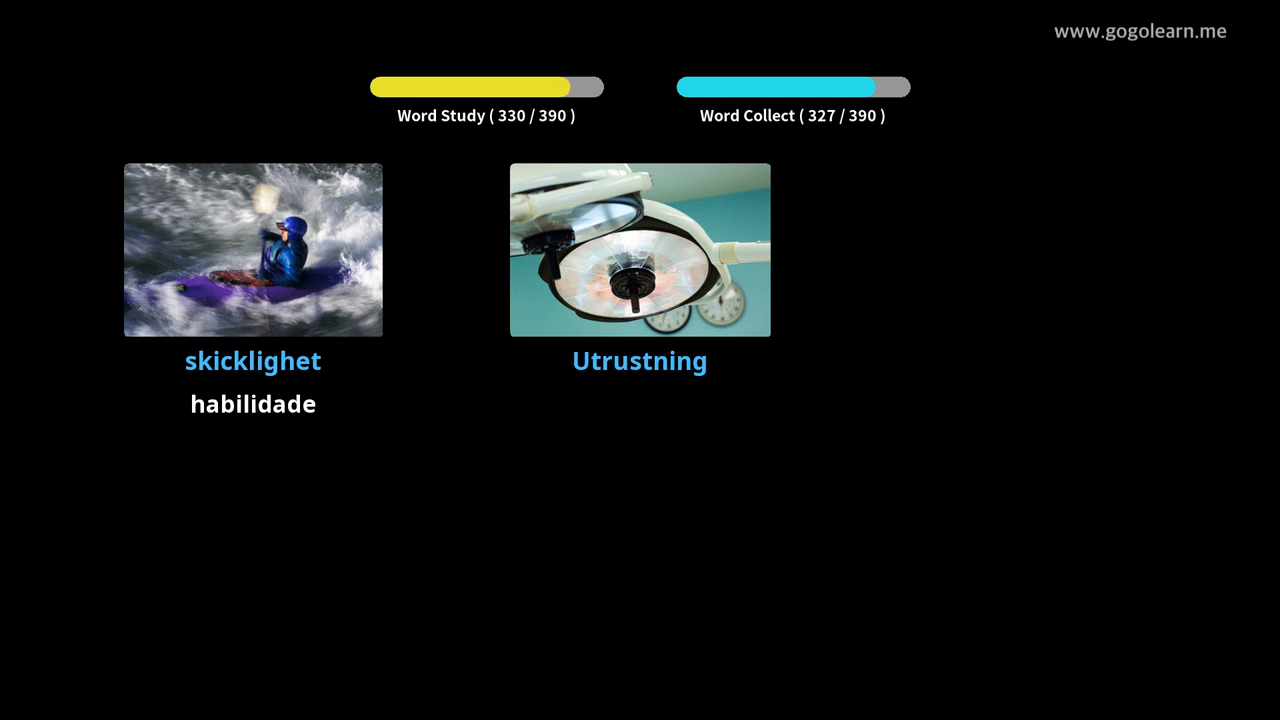 www.gogolearn.me
Word Study ( 330 / 390 )
Word Collect ( 327 / 390 )
skicklighet
Utrustning
habilidade